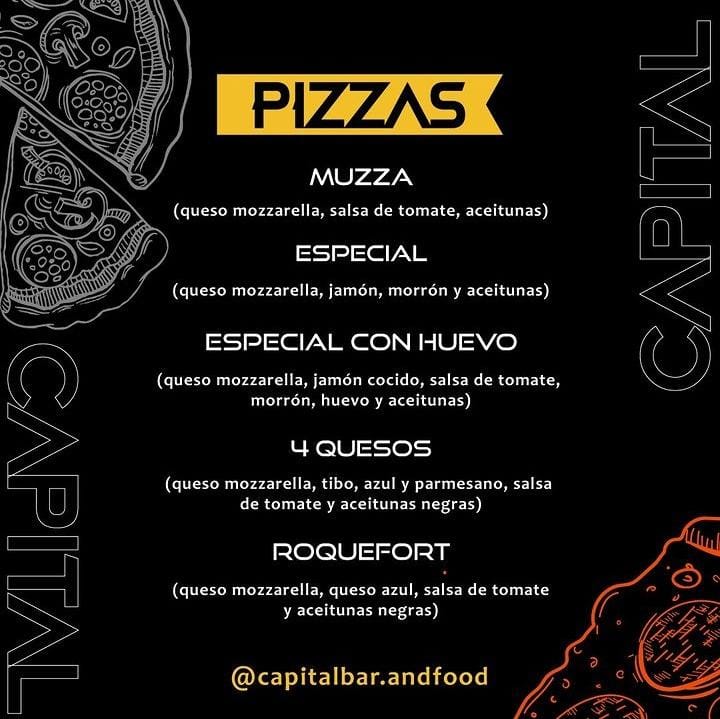 PIZZAS
MUZZA
(queso mozzarella, salsa de tomate, aceitunas)
ESPECIAL
(queso mozzarella, jamón, morrón y aceitunas)
ESPECIAL CON HUEVO
(queso mozzarella, jamón cocido, salsa de tomate,
morrón, huevo y aceitunas)
4 QUESOS
(queso mozzarella, tibo, azul y parmesano, salsa
de tomate y aceitunas negras)
ROQUEFORT
(queso mozzarella, queso azul, salsa de tomate
y aceitunas negras)
@capitalbar.andfood
CAPITAL
CAPITAL